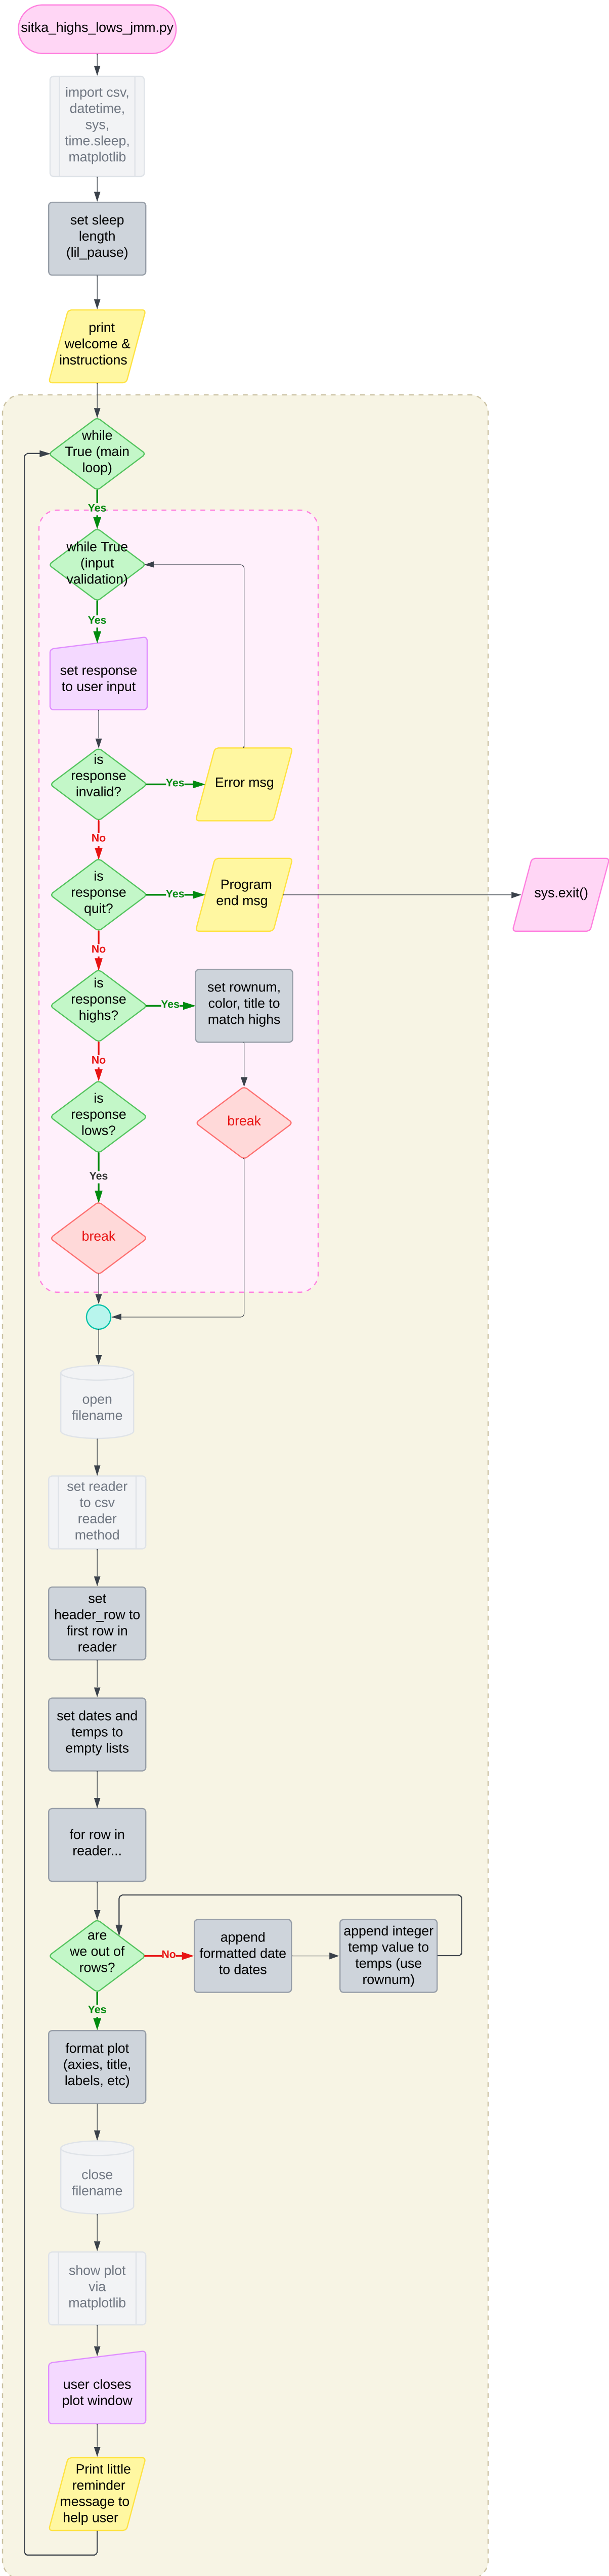 sitka_highs_lows_jmm.py
import csv,
datetime,
sys,
time.sleep,
matplotlib
set sleep
length
(lil_pause)
print
welcome &
instructions
while
True (main
loop)
Yes
while True
(input
validation)
Yes
set response
to user input
is
response
invalid?
Yes
Error msg
No
is
response
quit?
Yes
Program
end msg
sys.exit()
No
is
response
highs?
Yes
set rownum,
color, title to
match highs
No
is
response
lows?
break
Yes
break
open
filename
set reader
to csv
reader
method
set
header_row to
first row in
reader
set dates and
temps to
empty lists
for row in
reader...
are
we out of
rows?
No
append
formatted date
to dates
append integer
temp value to
temps (use
rownum)
Yes
format plot
(axies, title,
labels, etc)
close
filename
show plot
via
matplotlib
user closes
plot window
Print little
reminder
message to
help user